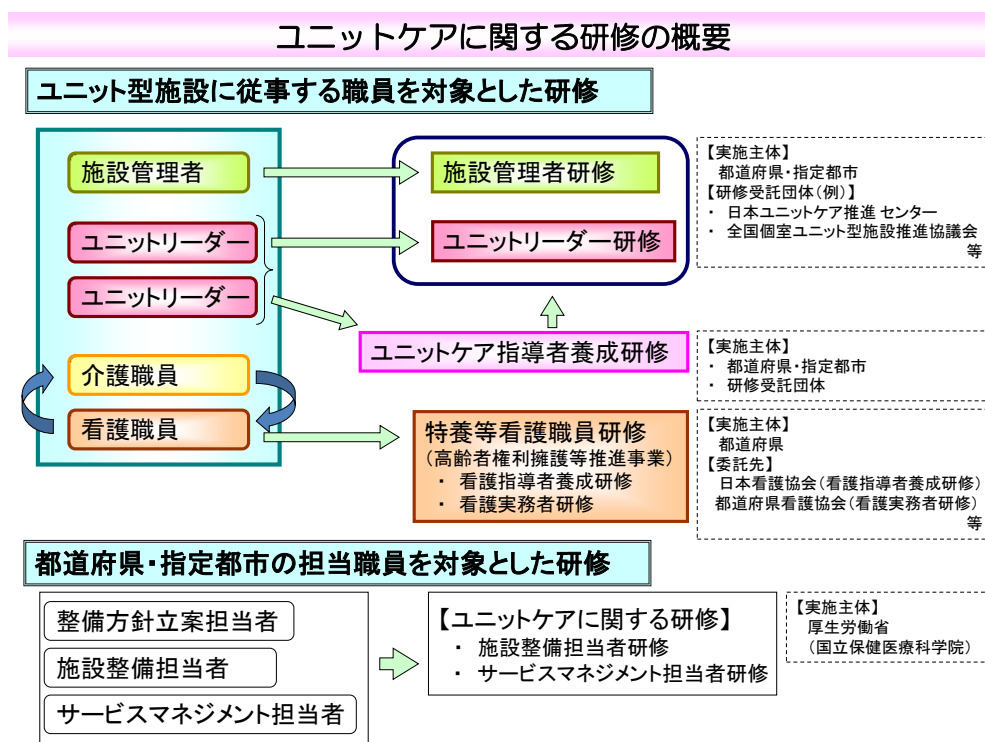 ユニットケアに関する研修の概要
ユニット型施設に従事する職員を対象とした研修
施設管理者
ユニットリーダー
ユニットリーダー
介護職員
看護職員
施設管理者研修
ユニットリーダー研修
ユニットケア指導者養成研修
特養等看護職員研修
(高齢者権利擁護等推進事業)
・ 看護指導者養成研修
・ 看護実務者研修
【実施主体】
都道府県・指定都市
【研修受託団体(例)】
・ 日本ユニットケア推進 センター
・ 全国個室ユニット型施設推進協議会
等
【実施主体】
・ 都道府県・指定都市
・ 研修受託団体
【実施主体】
都道府県
【委託先】
日本看護協会(看護指導者養成研修)
都道府県看護協会(看護実務者研修)
等
都道府県・指定都市の担当職員を対象とした研修
整備方針立案担当者
施設整備担当者
サービスマネジメント担当者
【ユニットケアに関する研修】
・ 施設整備担当者研修
・ サービスマネジメント担当者研修
【実施主体】
厚生労働省
(国立保健医療科学院)